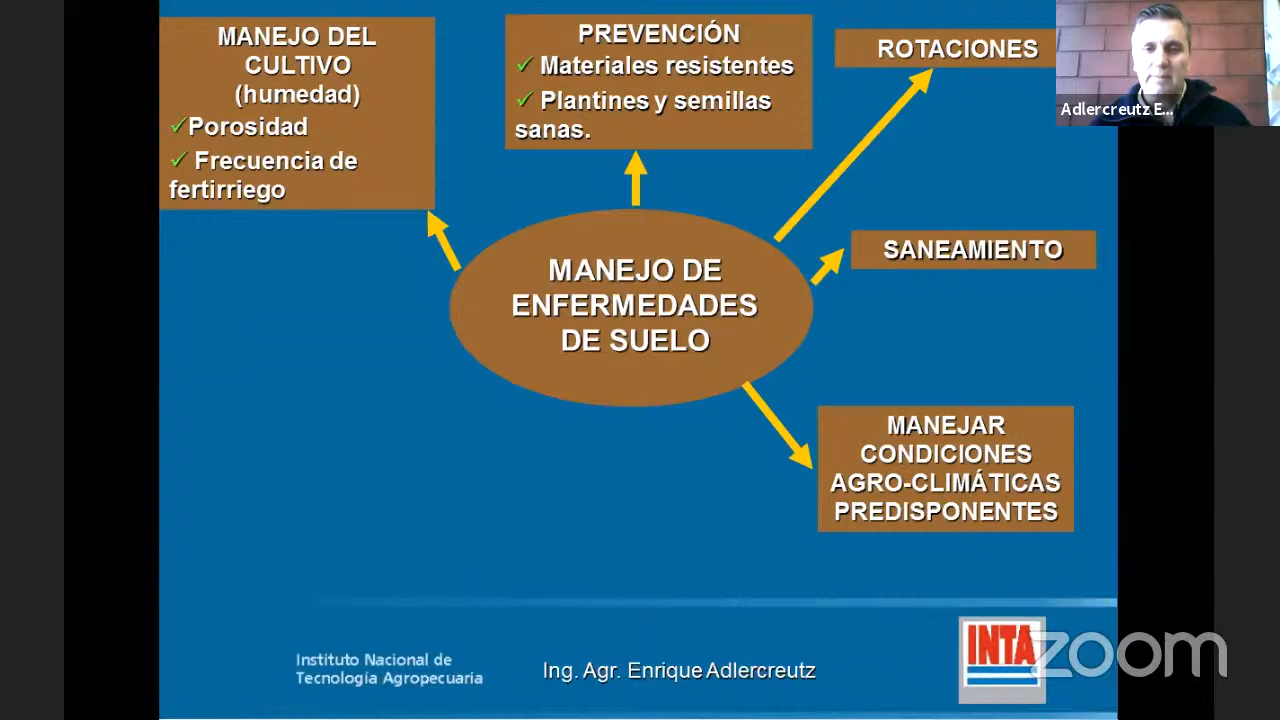 MANEJO DEL
CULTIVO
(humedad)
✓Porosidad
✓ Frecuencia de
fertirriego
PREVENCIÓN
✓ Materiales resistentes
✓ Plantines y semillas
sanas.
ROTACIONES
Adlercreutz E...
MANEJO DE
ENFERMEDADES
DE SUELO
SANEAMIENTO
MANEJAR
CONDICIONES
AGRO-CLIMÁTICAS
PREDISPONENTES
Instituto Nacional de
Tecnología Agropecuaria
Ing. Agr. Enrique Adlercreutz
INTA
zoom